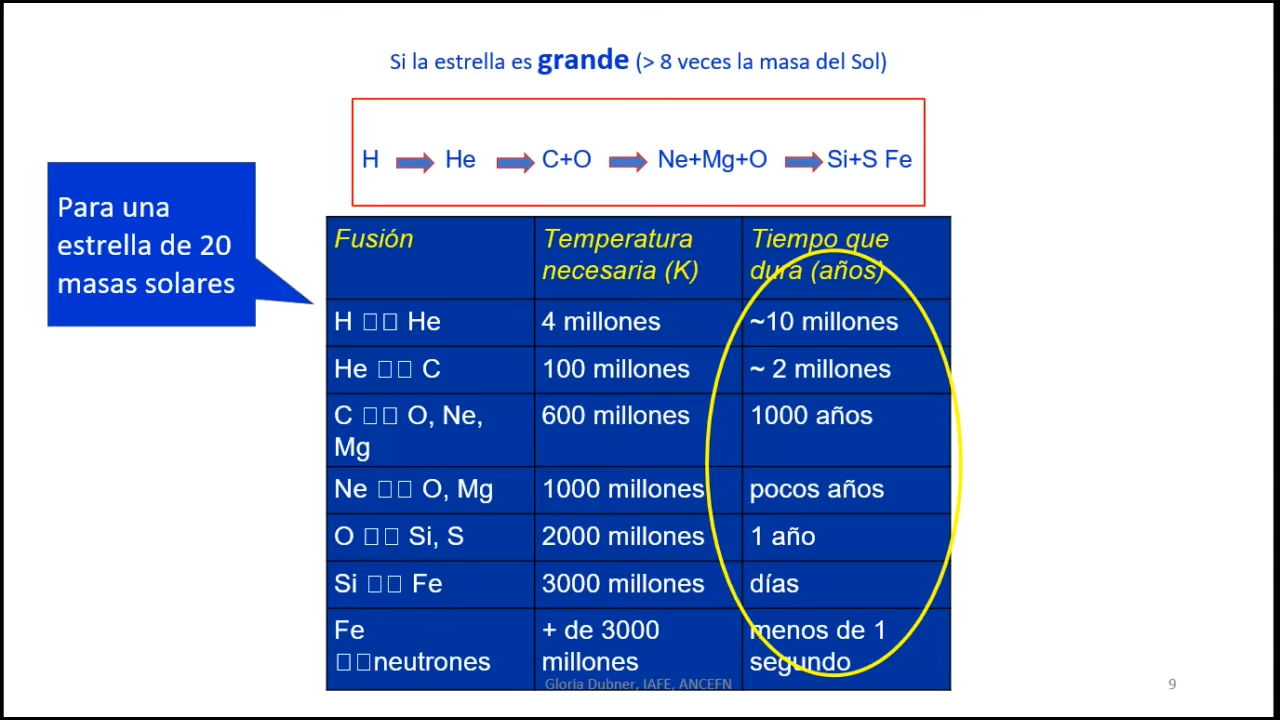 Si la estrella es grande (> 8 veces la masa del Sol)
H He C+O Ne+Mg+O Si+S Fe
Para una
estrella de 20
masas solares
Fusión Temperatura necesaria (K) Tiempo que dura (años)
H □□ He 4 millones ~10 millones
He □□ C 100 millones ~ 2 millones
C □□ O, Ne, Mg 600 millones 1000 años
Ne □□ O, Mg 1000 millones pocos años
O □□ Si, S 2000 millones 1 año
Si □□ Fe 3000 millones días
Fe □□neutrones + de 3000 millones menos de 1 segundo
Gloria Dubner, IAFE, ANCEFN
9